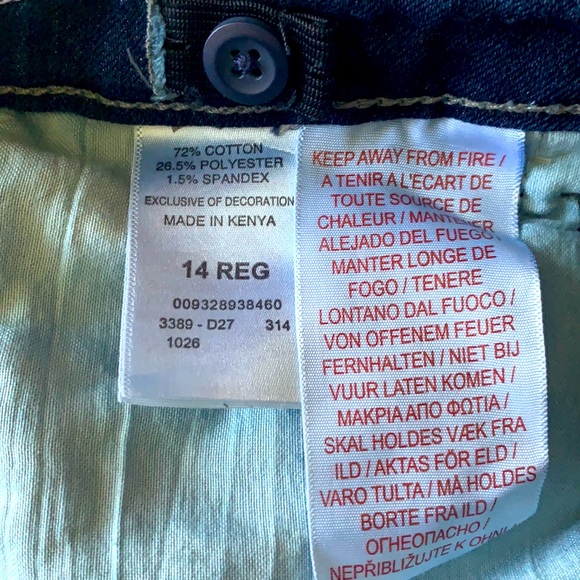 72% COTTON
26.5% POLYESTER
1.5% SPANDEX
EXCLUSIVE OF DECORATION
MADE IN KENYA
14 REG
009328938460
3389 - D27 314
1026
KEEP AWAY FROM FIRE /
A TENIR A L'ECART DE
TOUTE SOURCE DE
CHALEUR / MANTENER
ALEJADO DEL FUEGO /
MANTER LONGE DE
FOGO / TENERE
LONTANO DAL FUOCO /
VON OFFENEM FEUER
FERNHALTEN / NIET BIJ
VUUR LATEN KOMEN /
ΜΑΚΡΙΑ ΑΠΟ ΦΩΤΙΑ /
SKAL HOLDES VÆK FRA
ILD / AKTAS FÖR ELD /
VARO TULTA / MÅ HOLDES
BORTE FRA ILD /
ОГНЕОПАСНО /
NEPŘIBLIŽUJTE K OHNI